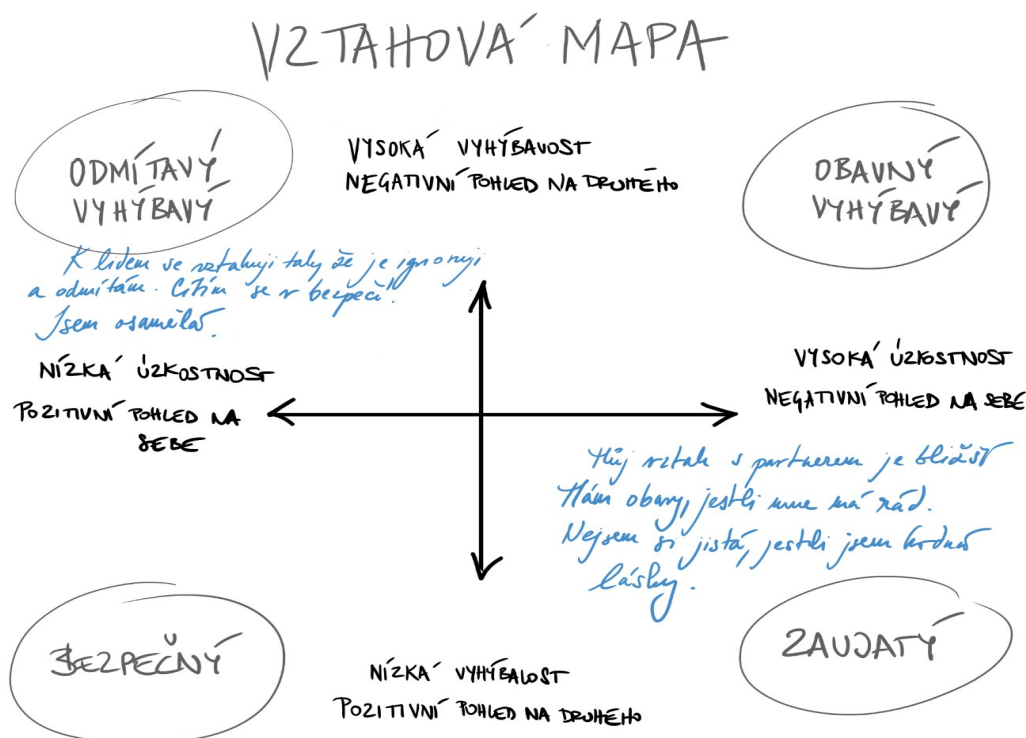 VZTAHOVÁ MAPA
ODMÍTAVÝ
VYHÝBAVÝ
VYSOKÁ VYHÝBAVOST
NEGATIVNÍ POHLED NA DRUHÉHO
OBAVNÝ
VYHÝBAVÝ
K lidem se vztahuji taky že je ignoruji
a odmítám. Cítím se v bezpečí.
Jsem osamělá.
NÍZKÁ ÚZKOSTNOST
POZITIVNÍ POHLED NA
SEBE
VYSOKÁ ÚZKOSTNOST
NEGATIVNÍ POHLED NA SEBE
Můj vztah s partnerem je bližší
Mám obavy, jestli mne má rád.
Nejsem si jistá, jestli jsem hodná
lásky.
BEZPEČNÝ
NÍZKÁ VYHÝBALOST
POZITIVNÍ POHLED NA DRUHÉHO
ZAUJATÝ